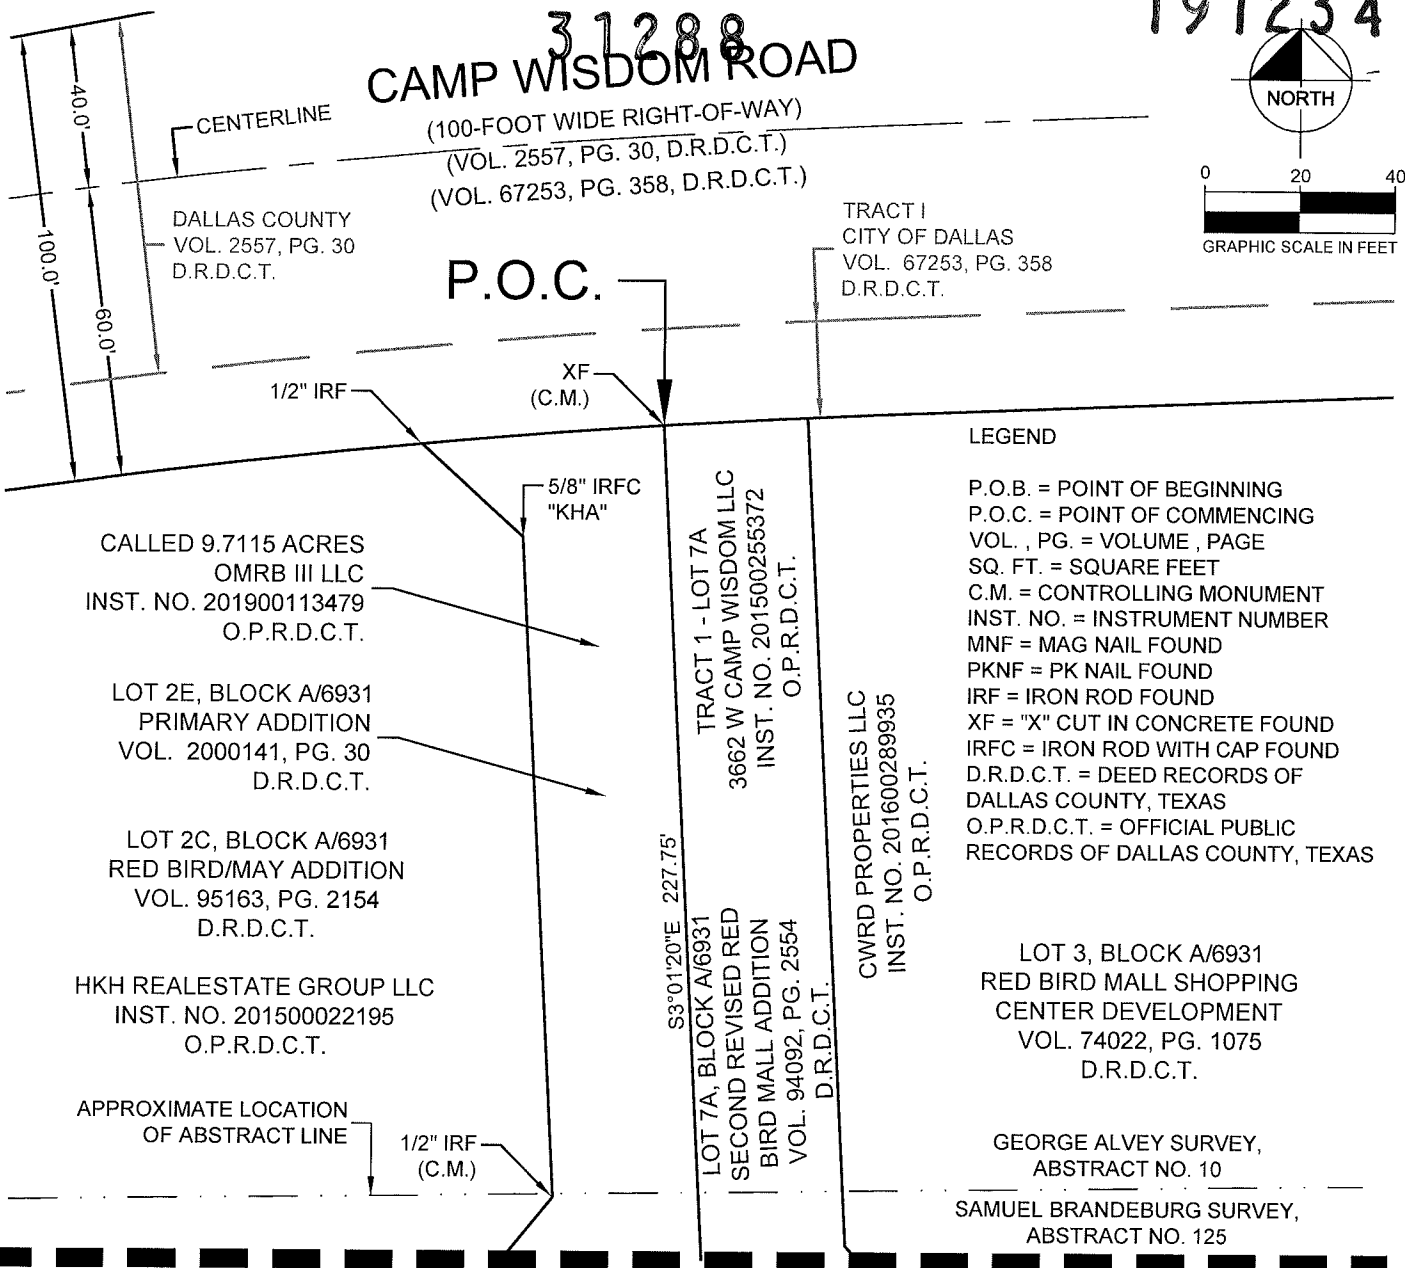 31288
191234
CAMP WISDOM ROAD
(100-FOOT WIDE RIGHT-OF-WAY)
(VOL. 2557, PG. 30, D.R.D.C.T.)
(VOL. 67253, PG. 358, D.R.D.C.T.)
NORTH
0 20 40
GRAPHIC SCALE IN FEET
40.0'
100.0'
60.0'
CENTERLINE
DALLAS COUNTY
VOL. 2557, PG. 30
D.R.D.C.T.
P.O.C.
TRACT I
CITY OF DALLAS
VOL. 67253, PG. 358
D.R.D.C.T.
1/2" IRF
XF
(C.M.)
5/8" IRFC
"KHA"
CALLED 9.7115 ACRES
OMRB III LLC
INST. NO. 201900113479
O.P.R.D.C.T.
LOT 2E, BLOCK A/6931
PRIMARY ADDITION
VOL. 2000141, PG. 30
D.R.D.C.T.
LOT 2C, BLOCK A/6931
RED BIRD/MAY ADDITION
VOL. 95163, PG. 2154
D.R.D.C.T.
HKH REALESTATE GROUP LLC
INST. NO. 201500022195
O.P.R.D.C.T.
APPROXIMATE LOCATION
OF ABSTRACT LINE
1/2" IRF
(C.M.)
S3°01'20"E 227.75'
TRACT 1 - LOT 7A
3662 W CAMP WISDOM LLC
INST. NO. 201500255372
O.P.R.D.C.T.
LOT 7A, BLOCK A/6931
SECOND REVISED RED
BIRD MALL ADDITION
VOL. 94092, PG. 2554
D.R.D.C.T.
CWRD PROPERTIES LLC
INST. NO. 201600289935
O.P.R.D.C.T.
LEGEND
P.O.B. = POINT OF BEGINNING
P.O.C. = POINT OF COMMENCING
VOL. , PG. = VOLUME , PAGE
SQ. FT. = SQUARE FEET
C.M. = CONTROLLING MONUMENT
INST. NO. = INSTRUMENT NUMBER
MNF = MAG NAIL FOUND
PKNF = PK NAIL FOUND
IRF = IRON ROD FOUND
XF = "X" CUT IN CONCRETE FOUND
IRFC = IRON ROD WITH CAP FOUND
D.R.D.C.T. = DEED RECORDS OF
DALLAS COUNTY, TEXAS
O.P.R.D.C.T. = OFFICIAL PUBLIC
RECORDS OF DALLAS COUNTY, TEXAS
LOT 3, BLOCK A/6931
RED BIRD MALL SHOPPING
CENTER DEVELOPMENT
VOL. 74022, PG. 1075
D.R.D.C.T.
GEORGE ALVEY SURVEY,
ABSTRACT NO. 10
SAMUEL BRANDEBURG SURVEY,
ABSTRACT NO. 125